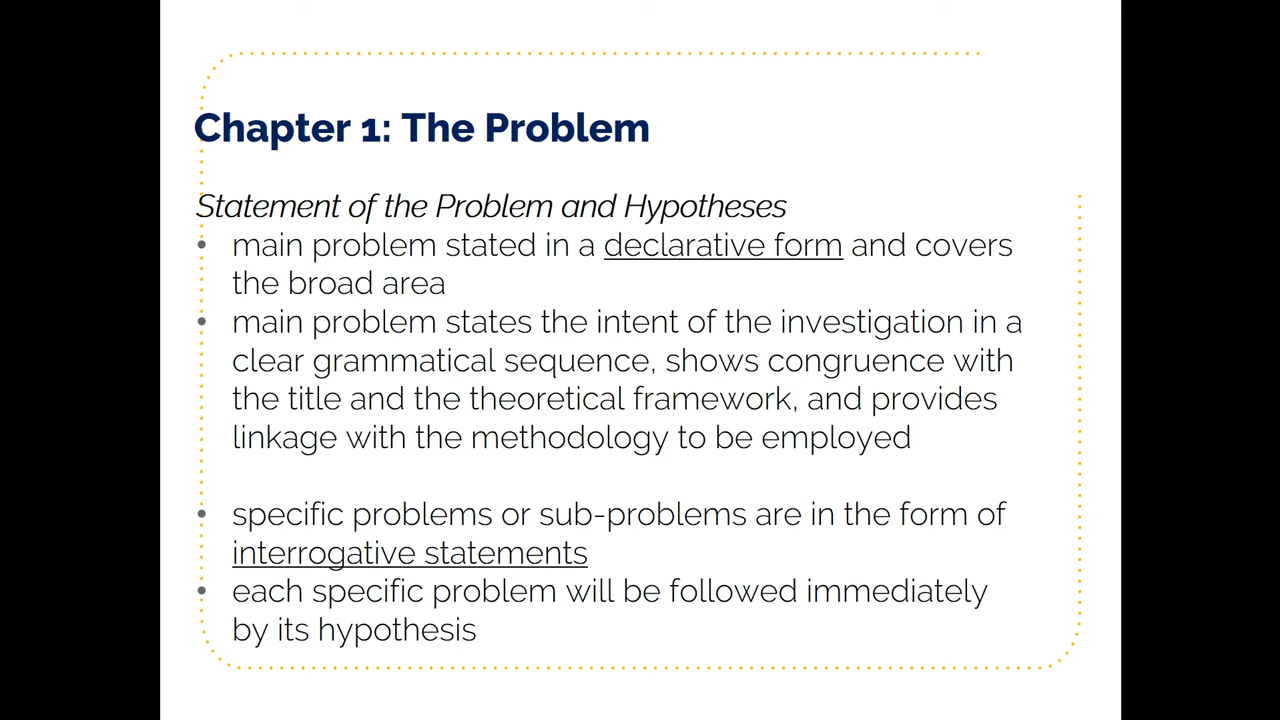 Chapter 1: The Problem
Statement of the Problem and Hypotheses
• main problem stated in a declarative form and covers
the broad area
• main problem states the intent of the investigation in a
clear grammatical sequence, shows congruence with
the title and the theoretical framework, and provides
linkage with the methodology to be employed
• specific problems or sub-problems are in the form of
interrogative statements
• each specific problem will be followed immediately
by its hypothesis